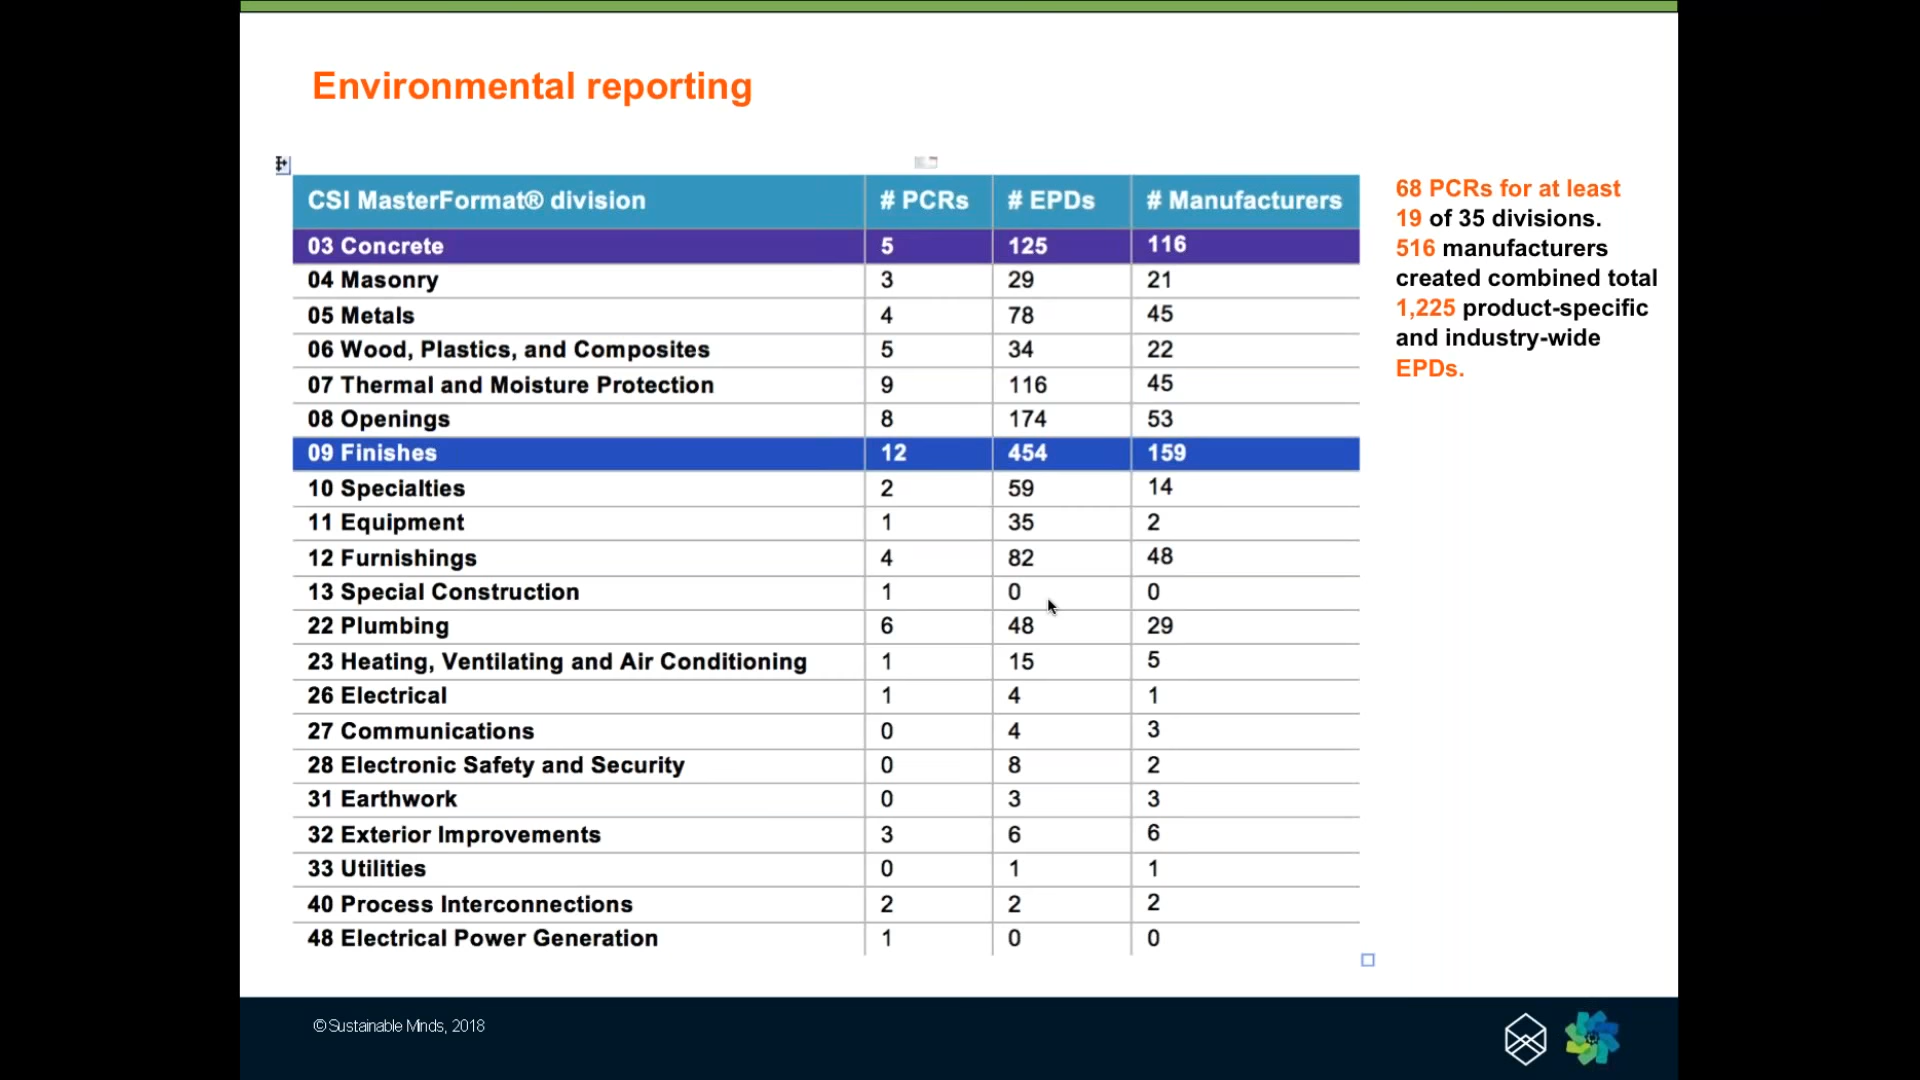 Environmental reporting
CSI MasterFormat® division # PCRs # EPDs # Manufacturers
03 Concrete 5 125 116
04 Masonry 3 29 21
05 Metals 4 78 45
06 Wood, Plastics, and Composites 5 34 22
07 Thermal and Moisture Protection 9 116 45
08 Openings 8 174 53
09 Finishes 12 454 159
10 Specialties 2 59 14
11 Equipment 1 35 2
12 Furnishings 4 82 48
13 Special Construction 1 0 0
22 Plumbing 6 48 29
23 Heating, Ventilating and Air Conditioning 1 15 5
26 Electrical 1 4 1
27 Communications 0 4 3
28 Electronic Safety and Security 0 8 2
31 Earthwork 0 3 3
32 Exterior Improvements 3 6 6
33 Utilities 0 1 1
40 Process Interconnections 2 2 2
48 Electrical Power Generation 1 0 0
68 PCRs for at least
19 of 35 divisions.
516 manufacturers
created combined total
1,225 product-specific
and industry-wide
EPDs.
© Sustainable Minds, 2018